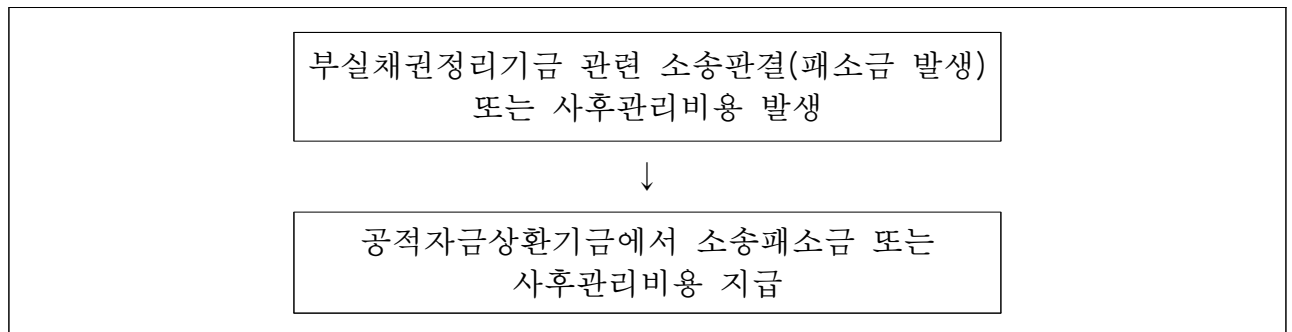 부실채권정리기금 관련 소송판결(패소금 발생)
또는 사후관리비용 발생
↓
공적자금상환기금에서 소송패소금 또는
사후관리비용 지급